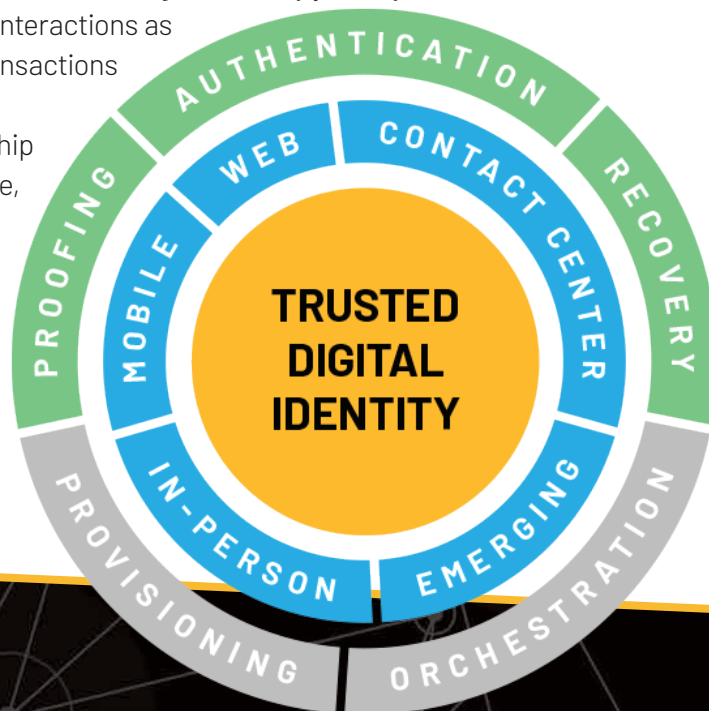 nteractions as
nsactions
hip
e,
AUTHENTICATION
RECOVERY
PROOFING
WEB
CONTACT CENTER
MOBILE
TRUSTED
DIGITAL
IDENTITY
IN-PERSON
EMERGING
PROVISIONING
ORCHESTRATION